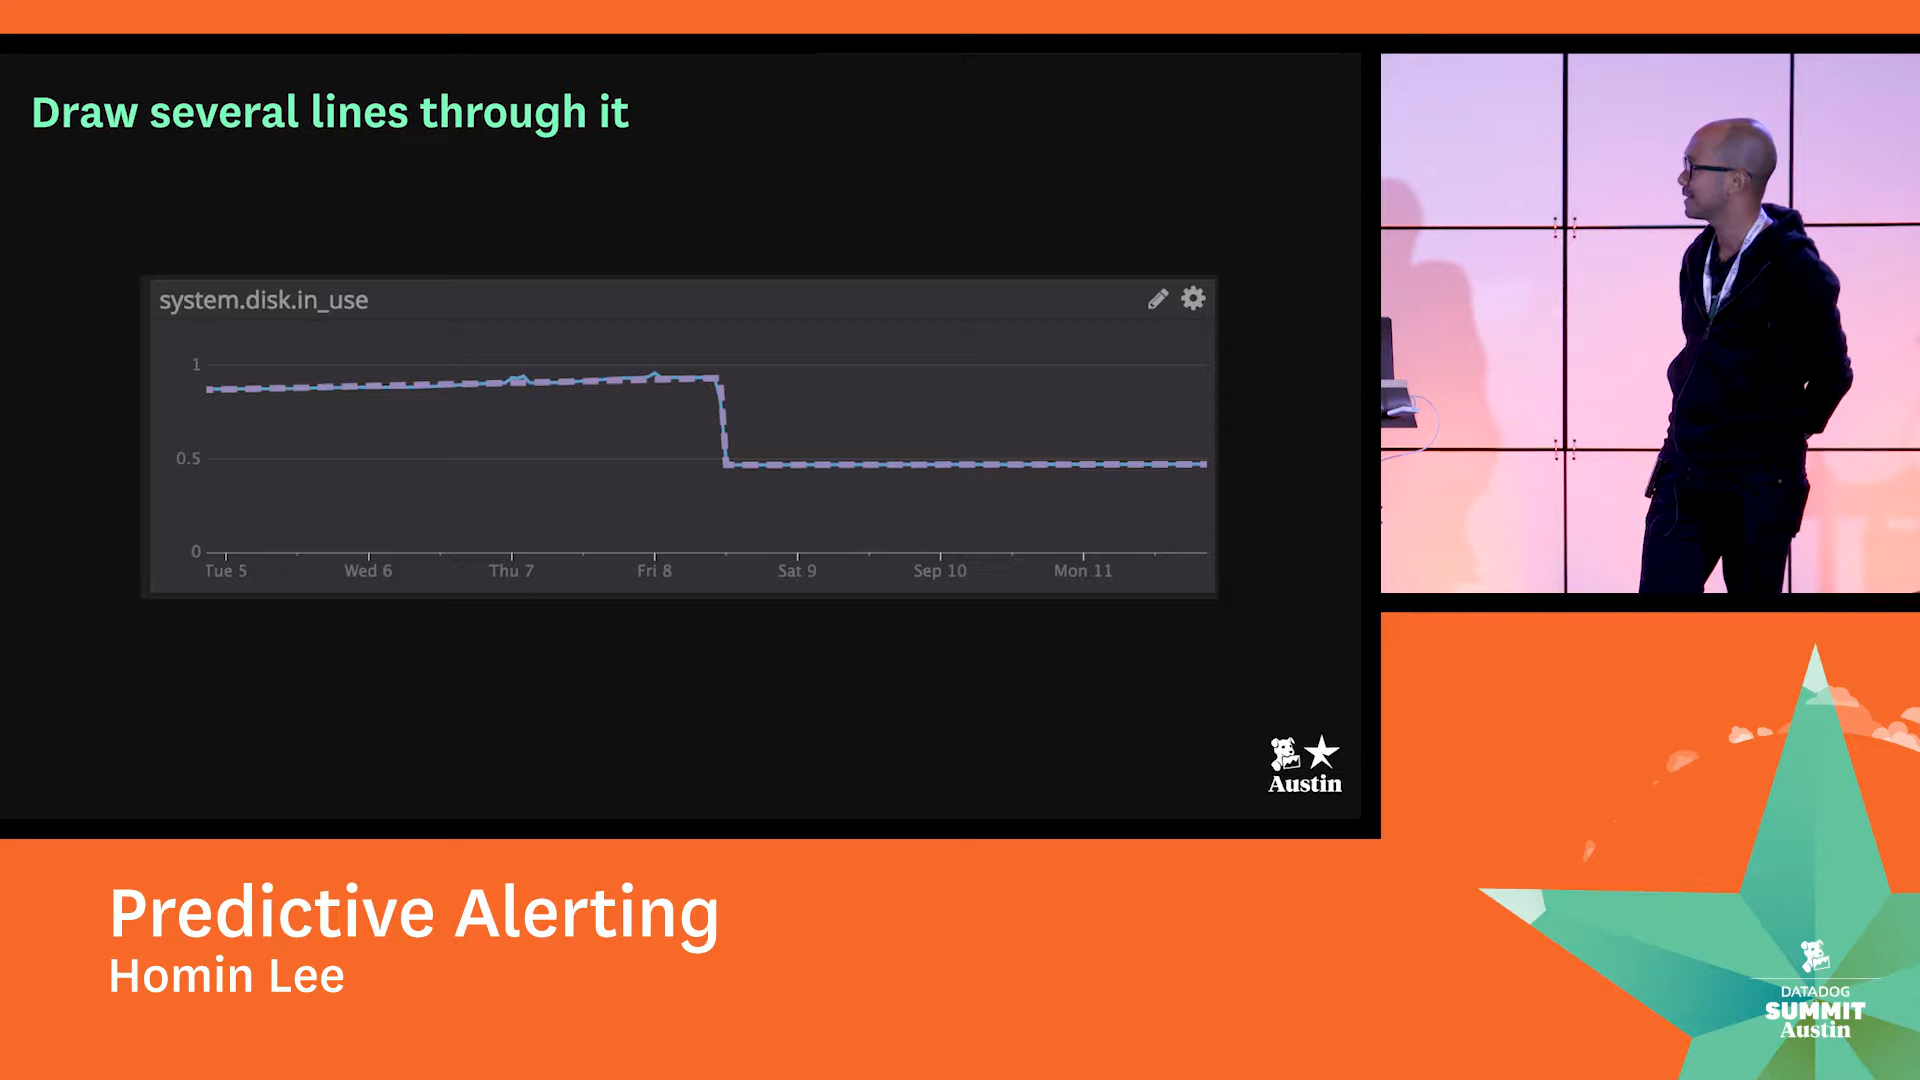 Draw several lines through it
system.disk.in_use
1
0.5
0
Tue 5 Wed 6 Thu 7 Fri 8 Sat 9 Sep 10 Mon 11
Austin
Predictive Alerting
Homin Lee
DATADOG
SUMMIT
Austin